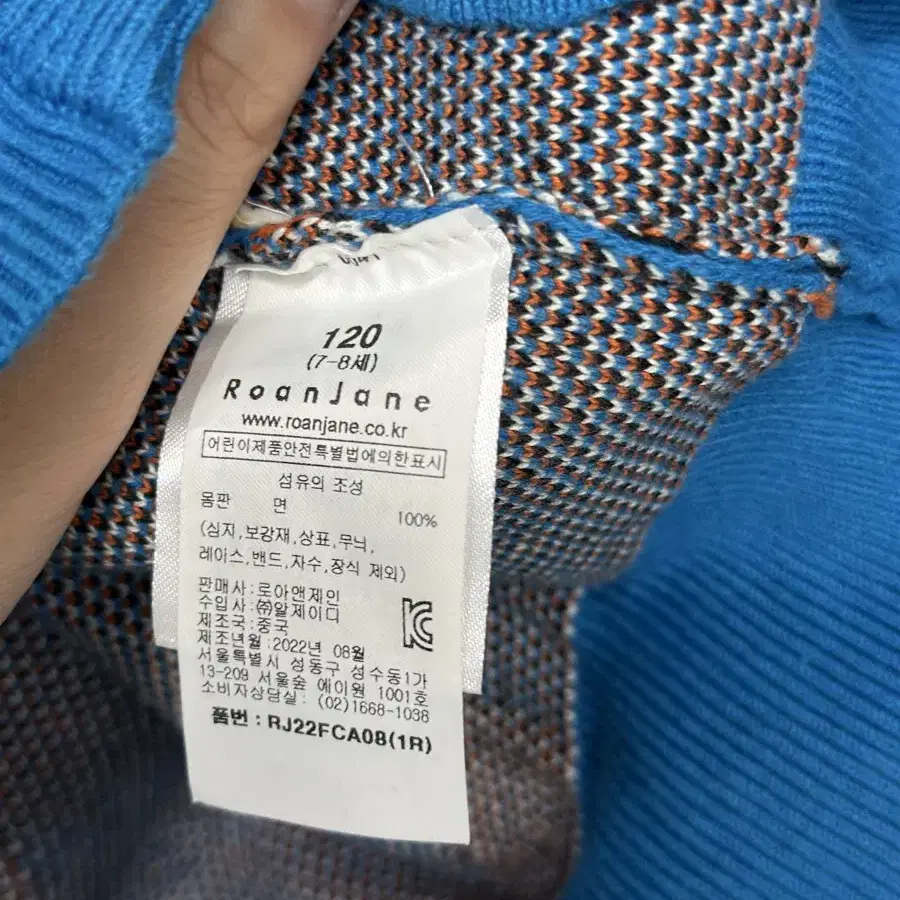 120
(7-8세)
RoanJane
www.roanjane.co.kr
어린이제품안전특별법에의한표시
섬유의 조성
몸판 면 100%
(심지,보강재,상표,무늬,
레이스,밴드,자수,장식 제외)
판매사:로아앤제인
수입사:㈜알제이디
제조국:중국
제조년월:2022년 08월
서울특별시 성동구 성수동1가
13-209 서울숲 에이원 1001호
소비자상담실: (02)1668-1038
품번 : RJ22FCA08(1R)